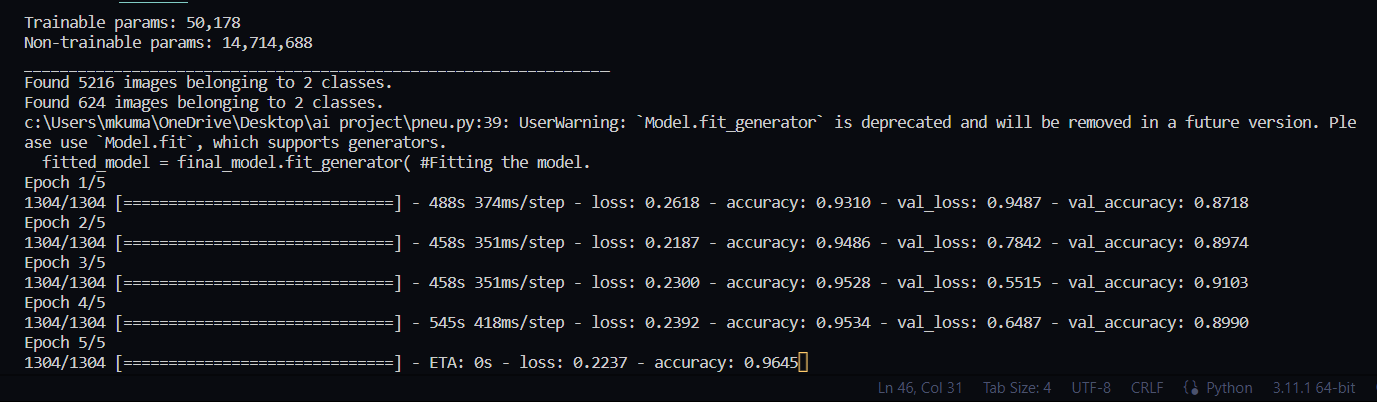 Trainable params: 50,178
Non-trainable params: 14,714,688
_________________________________________________________________
Found 5216 images belonging to 2 classes.
Found 624 images belonging to 2 classes.
c:\Users\mkuma\OneDrive\Desktop\ai project\pneu.py:39: UserWarning: `Model.fit_generator` is deprecated and will be removed in a future version. Ple
ase use `Model.fit`, which supports generators.
  fitted_model = final_model.fit_generator( #Fitting the model.
Epoch 1/5
1304/1304 [==============================] - 488s 374ms/step - loss: 0.2618 - accuracy: 0.9310 - val_loss: 0.9487 - val_accuracy: 0.8718
Epoch 2/5
1304/1304 [==============================] - 458s 351ms/step - loss: 0.2187 - accuracy: 0.9486 - val_loss: 0.7842 - val_accuracy: 0.8974
Epoch 3/5
1304/1304 [==============================] - 458s 351ms/step - loss: 0.2300 - accuracy: 0.9528 - val_loss: 0.5515 - val_accuracy: 0.9103
Epoch 4/5
1304/1304 [==============================] - 545s 418ms/step - loss: 0.2392 - accuracy: 0.9534 - val_loss: 0.6487 - val_accuracy: 0.8990
Epoch 5/5
1304/1304 [==============================] - ETA: 0s - loss: 0.2237 - accuracy: 0.9645
Ln 46, Col 31 Tab Size: 4 UTF-8 CRLF Python 3.11.1 64-bit